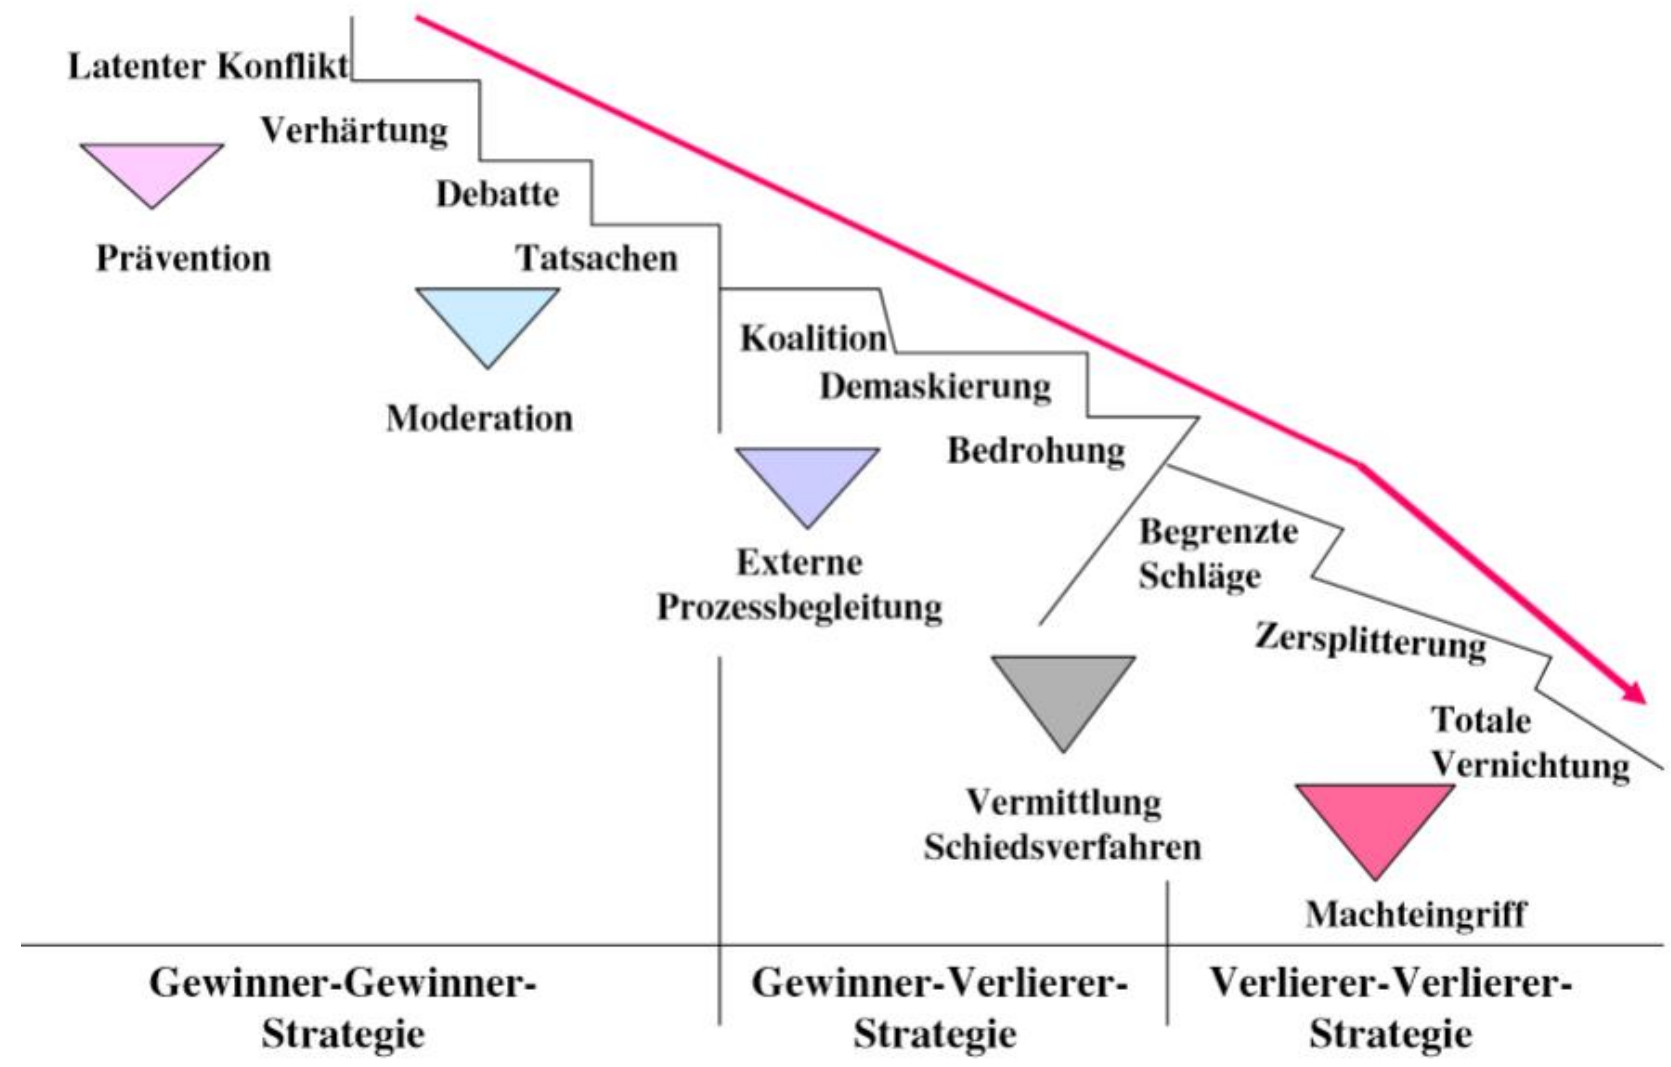 Latenter Konflikt
Verhärtung
Debatte
Prävention
Tatsachen
Koalition
Demaskierung
Moderation
Bedrohung
Begrenzte
Schläge
Externe
Prozessbegleitung
Zersplitterung
Totale
Vernichtung
Vermittlung
Schiedsverfahren
Machteingriff
Gewinner-Gewinner-
Strategie
Gewinner-Verlierer-
Strategie
Verlierer-Verlierer-
Strategie